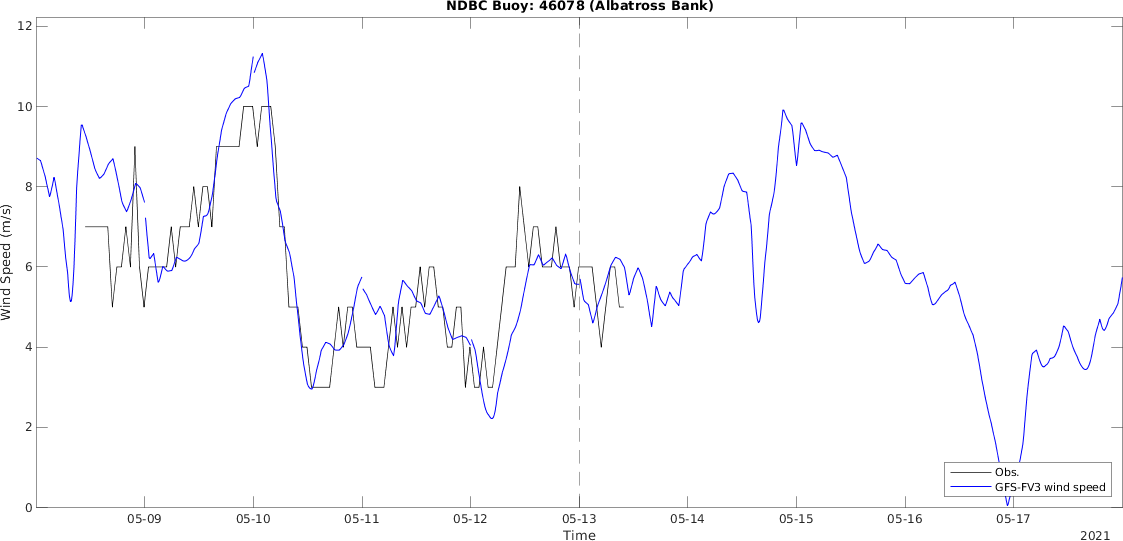 NDBC Buoy: 46078 (Albatross Bank)
12
10
8
6
4
2
0
Wind Speed (m/s)
Obs.
GFS-FV3 wind speed
05-09 05-10 05-11 05-12 05-13 05-14 05-15 05-16 05-17
Time
2021